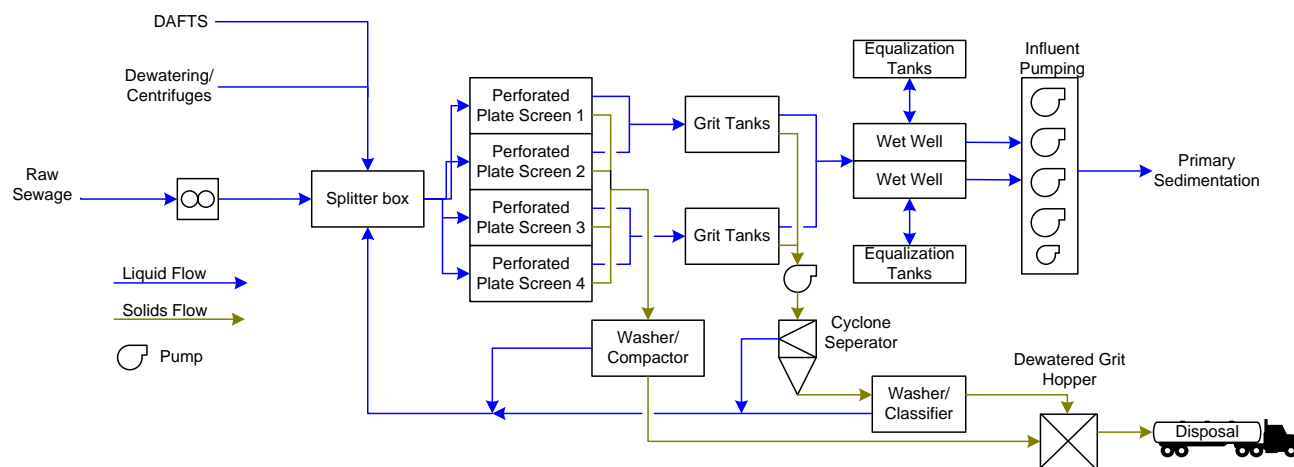 DAFTS
Dewatering/
Centrifuges
Raw
Sewage
Splitter box
Perforated
Plate Screen 1
Perforated
Plate Screen 2
Perforated
Plate Screen 3
Perforated
Plate Screen 4
Grit Tanks
Grit Tanks
Equalization
Tanks
Wet Well
Wet Well
Equalization
Tanks
Influent
Pumping
Primary
Sedimentation
Liquid Flow
Solids Flow
Pump
Washer/
Compactor
Cyclone
Seperator
Washer/
Classifier
Dewatered Grit
Hopper
Disposal